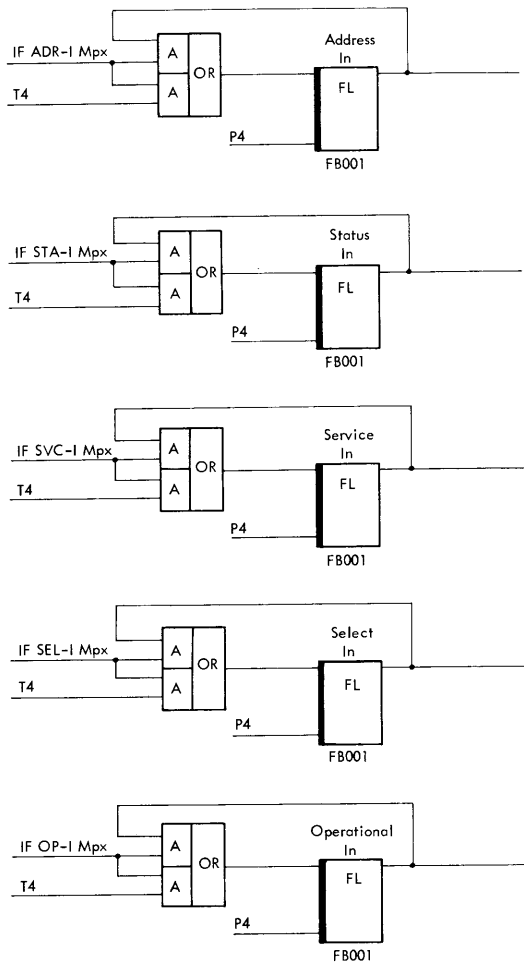 Address
In
IF ADR-I Mpx
A
OR
FL
A
T4
P4
FB001
Status
In
IF STA-I Mpx
A
OR
FL
A
T4
P4
FB001
Service
In
IF SVC-I Mpx
A
OR
FL
A
T4
P4
FB001
Select
In
IF SEL-I Mpx
A
OR
FL
A
T4
P4
FB001
Operational
In
IF OP-I Mpx
A
OR
FL
A
T4
P4
FB001